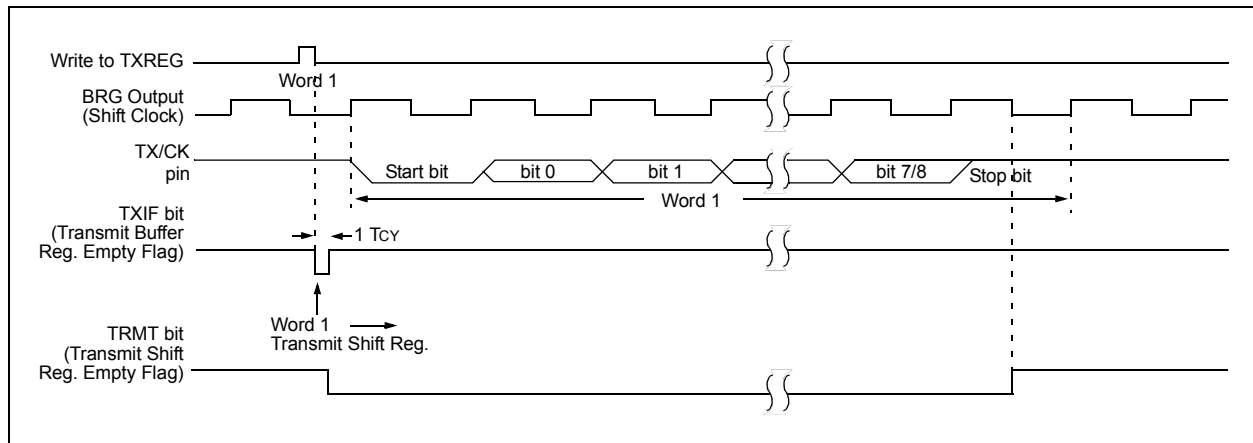 Write to TXREG
Word 1
BRG Output
(Shift Clock)
TX/CK
pin
Start bit
bit 0
bit 1
bit 7/8
Stop bit
Word 1
TXIF bit
(Transmit Buffer
Reg. Empty Flag)
1 TCY
Word 1
Transmit Shift Reg.
TRMT bit
(Transmit Shift
Reg. Empty Flag)